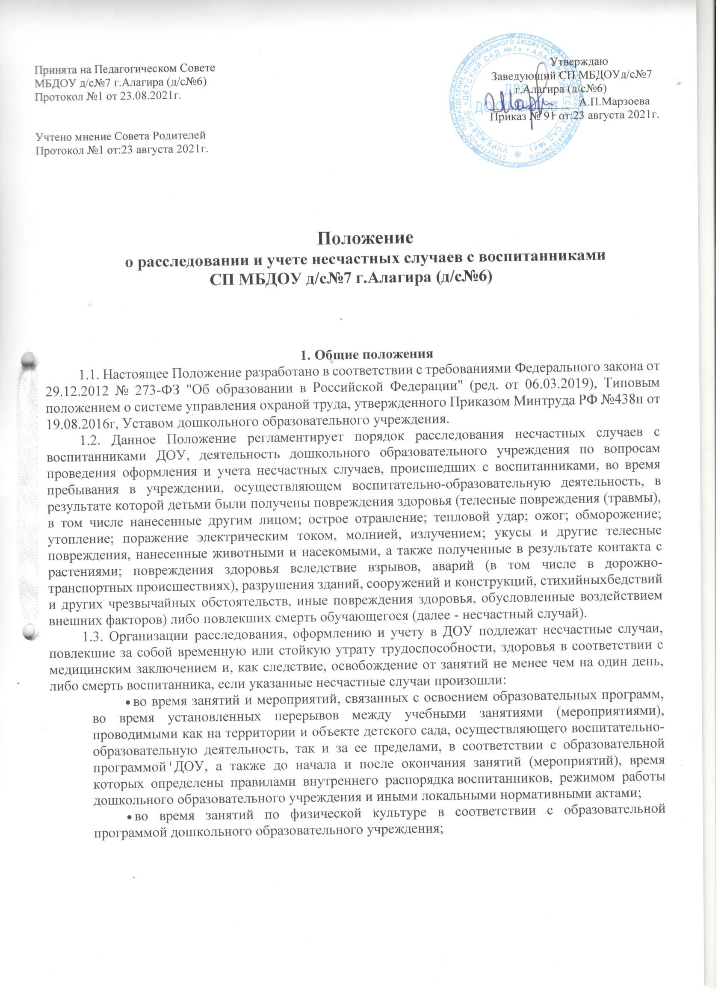 Принята на Педагогическом Совете
МБДОУ д/с№7 г.Алагира (д/с№6)
Протокол №1 от 23.08.2021г.
Учтено мнение Совета Родителей
Протокол №1 от:23 августа 2021г.
Утверждаю
Заведующий СП МБДОУд/с№7
г.Алагира (д/с№6)
А.П.Марзоева
Приказ № 91 от:23 августа 2021г.
ДЛЯ
ДОКУМЕНТОВ
СТРУКТУРНОЕ ПОДРАЗДЕЛЕНИЕ МУНИЦИПАЛЬНОГО БЮДЖЕТНОГО ДОШКОЛЬНОГО ОБРАЗОВАТЕЛЬНОГО
УЧРЕЖДЕНИЕ «ДЕТСКИЙ САД №7» г.АЛАГИРА (ДЕТСКИЙ САД №6)
Положение
о расследовании и учете несчастных случаев с воспитанниками
СП МБДОУ д/с№7 г.Алагира (д/с№6)
1. Общие положения
1.1. Настоящее Положение разработано в соответствии с требованиями Федерального закона от
29.12.2012 № 273-ФЗ "Об образовании в Российской Федерации" (ред. от 06.03.2019), Типовым
положением о системе управления охраной труда, утвержденного Приказом Минтруда РФ №438н от
19.08.2016г, Уставом дошкольного образовательного учреждения.
1.2. Данное Положение регламентирует порядок расследования несчастных случаев с
воспитанниками ДОУ, деятельность дошкольного образовательного учреждения по вопросам
проведения оформления и учета несчастных случаев, происшедших с воспитанниками, во время
пребывания в учреждении, осуществляющем воспитательно-образовательную деятельность, в
результате которой детьми были получены повреждения здоровья (телесные повреждения (травмы),
в том числе нанесенные другим лицом; острое отравление; тепловой удар; ожог; обморожение;
утопление; поражение электрическим током, молнией, излучением; укусы и другие телесные
повреждения, нанесенные животными и насекомыми, а также полученные в результате контакта с
растениями; повреждения здоровья вследствие взрывов, аварий (в том числе в дорожно-
транспортных происшествиях), разрушения зданий, сооружений и конструкций, стихийныхбедствий
и других чрезвычайных обстоятельств, иные повреждения здоровья, обусловленные воздействием
внешних факторов) либо повлекших смерть обучающегося (далее - несчастный случай).
1.3. Организации расследования, оформлению и учету в ДОУ подлежат несчастные случаи,
повлекшие за собой временную или стойкую утрату трудоспособности, здоровья в соответствии с
медицинским заключением и, как следствие, освобождение от занятий не менее чем на один день,
либо смерть воспитанника, если указанные несчастные случаи произошли:
• во время занятий и мероприятий, связанных с освоением образовательных программ,
во время установленных перерывов между учебными занятиями (мероприятиями),
проводимыми как на территории и объекте детского сада, осуществляющего воспитательно-
образовательную деятельность, так и за ее пределами, в соответствии с образовательной
программой ДОУ, а также до начала и после окончания занятий (мероприятий), время
которых определены правилами внутреннего распорядка воспитанников, режимом работы
дошкольного образовательного учреждения и иными локальными нормативными актами;
• во время занятий по физической культуре в соответствии с образовательной
программой дошкольного образовательного учреждения;